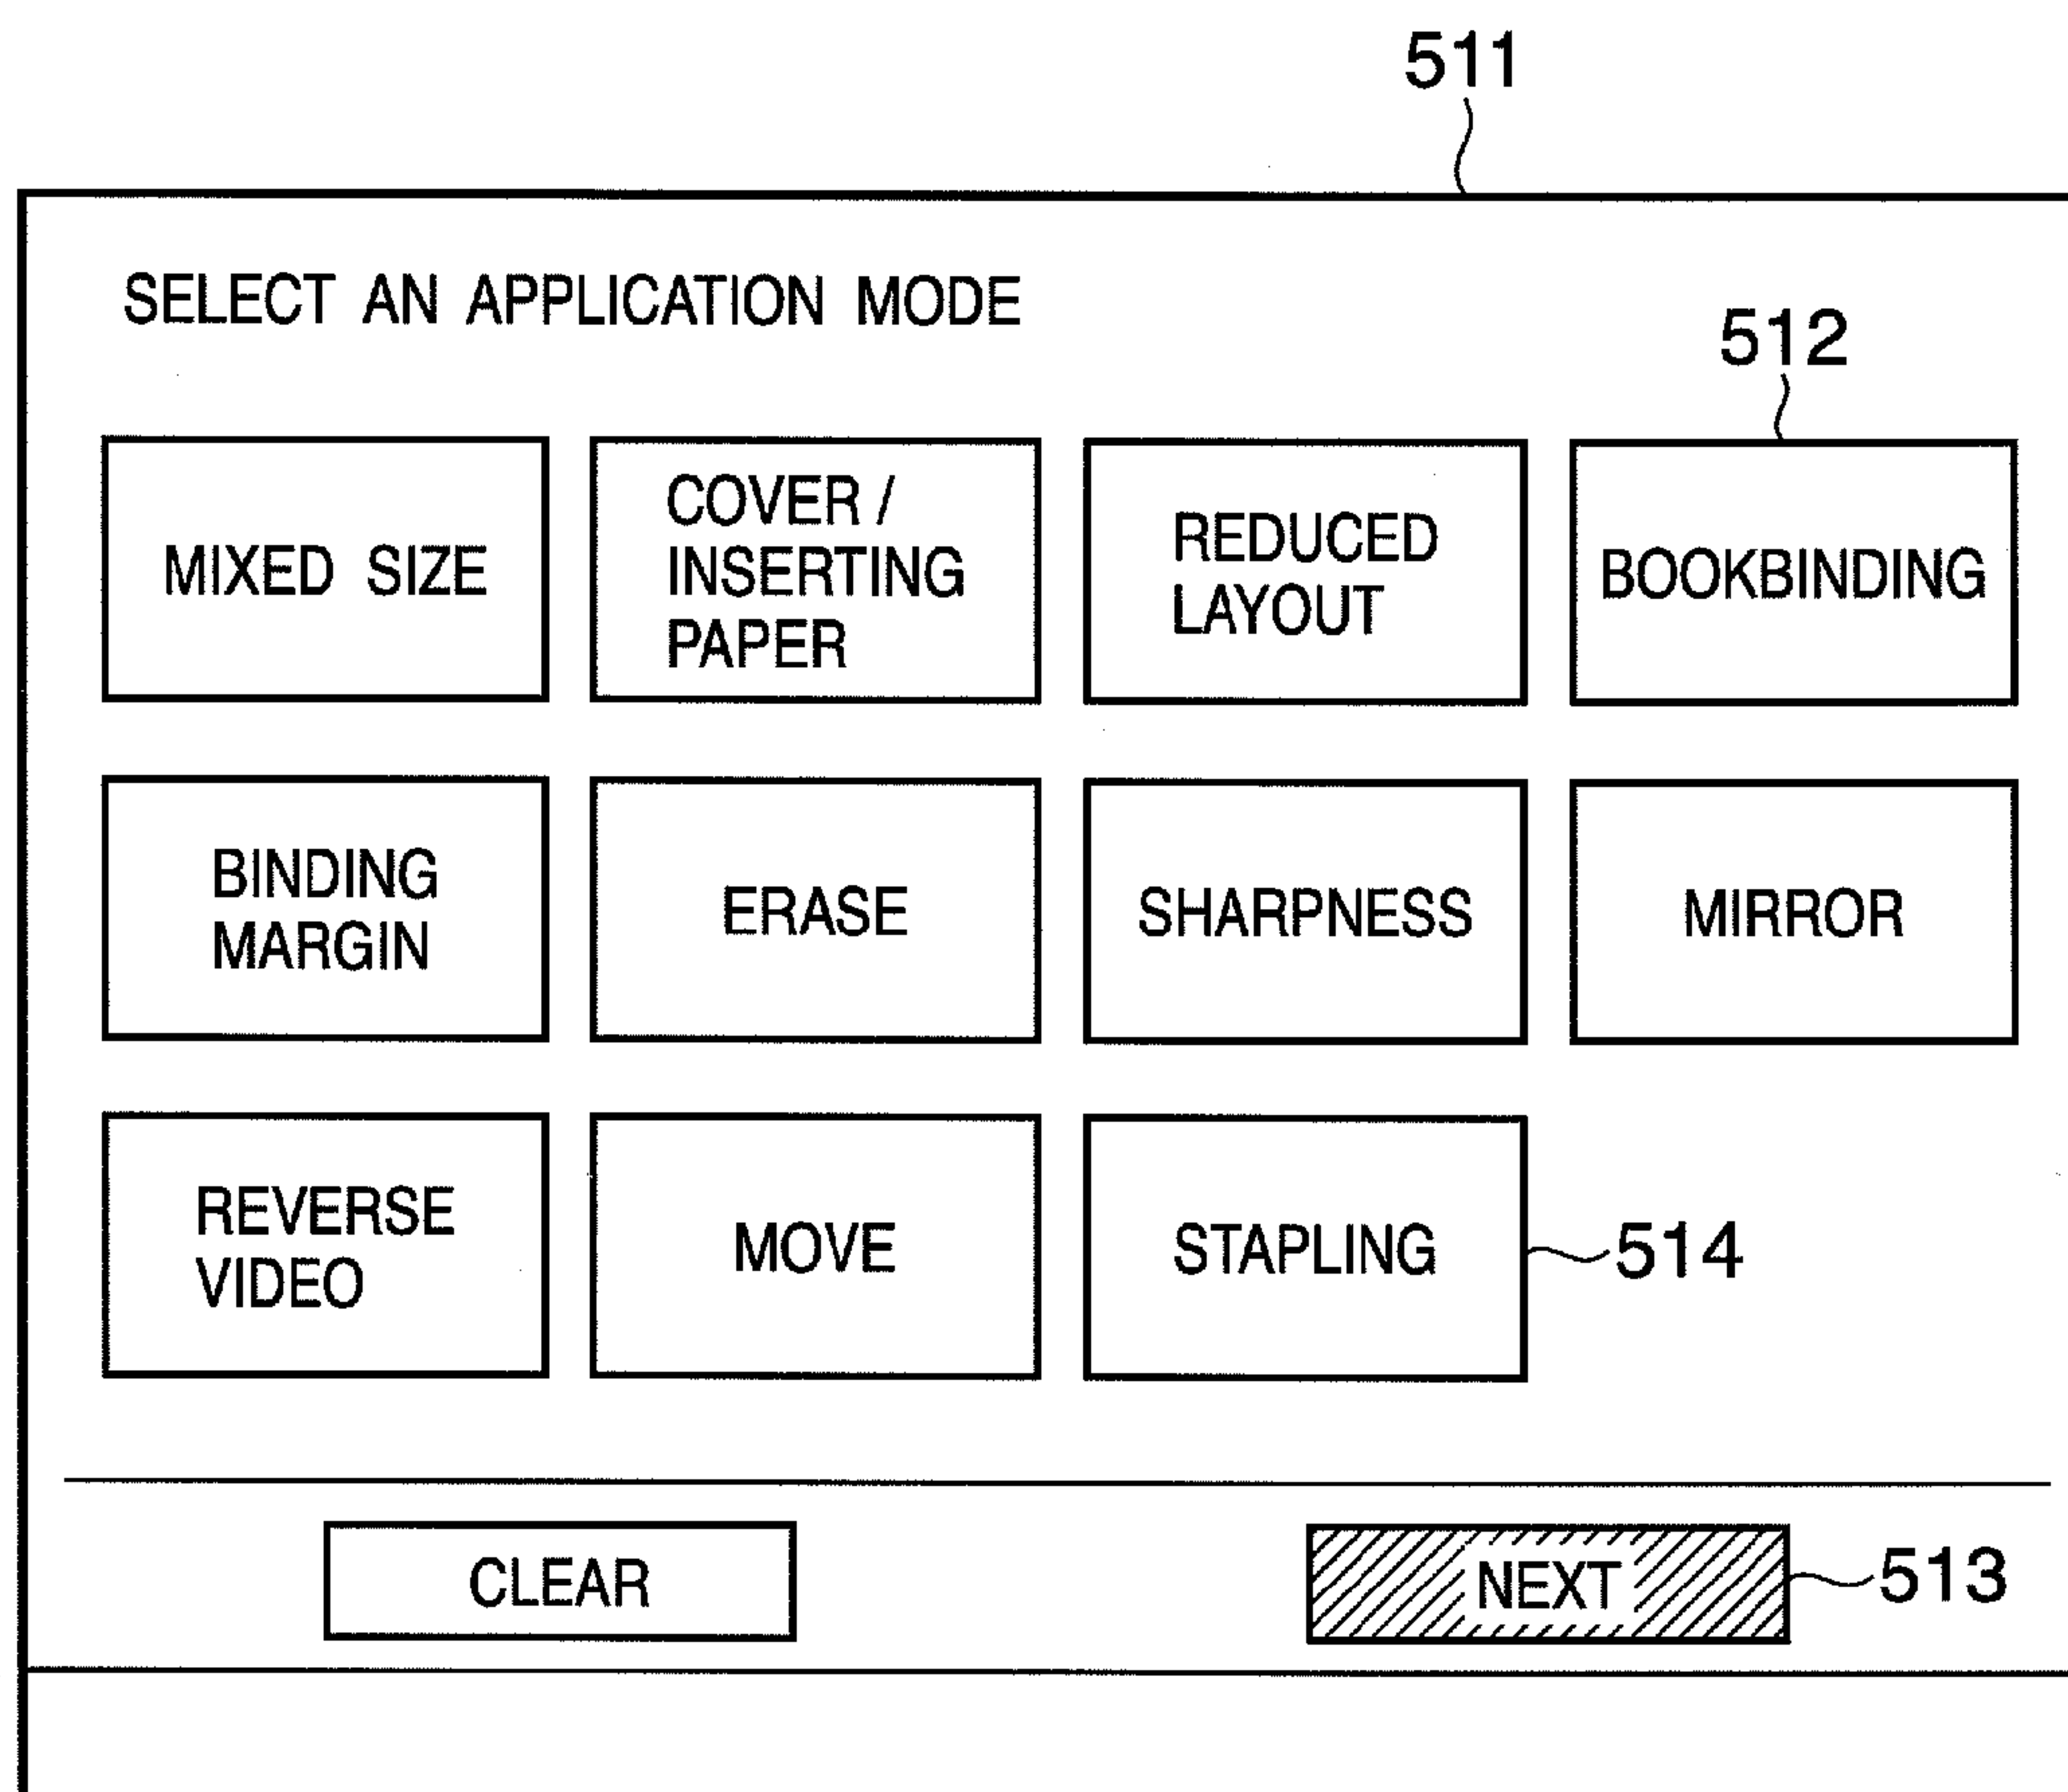 511
SELECT AN APPLICATION MODE
512
MIXED SIZE
COVER /
INSERTING
PAPER
REDUCED
LAYOUT
BOOKBINDING
BINDING
MARGIN
ERASE
SHARPNESS
MIRROR
REVERSE
VIDEO
MOVE
STAPLING
514
CLEAR
NEXT
513